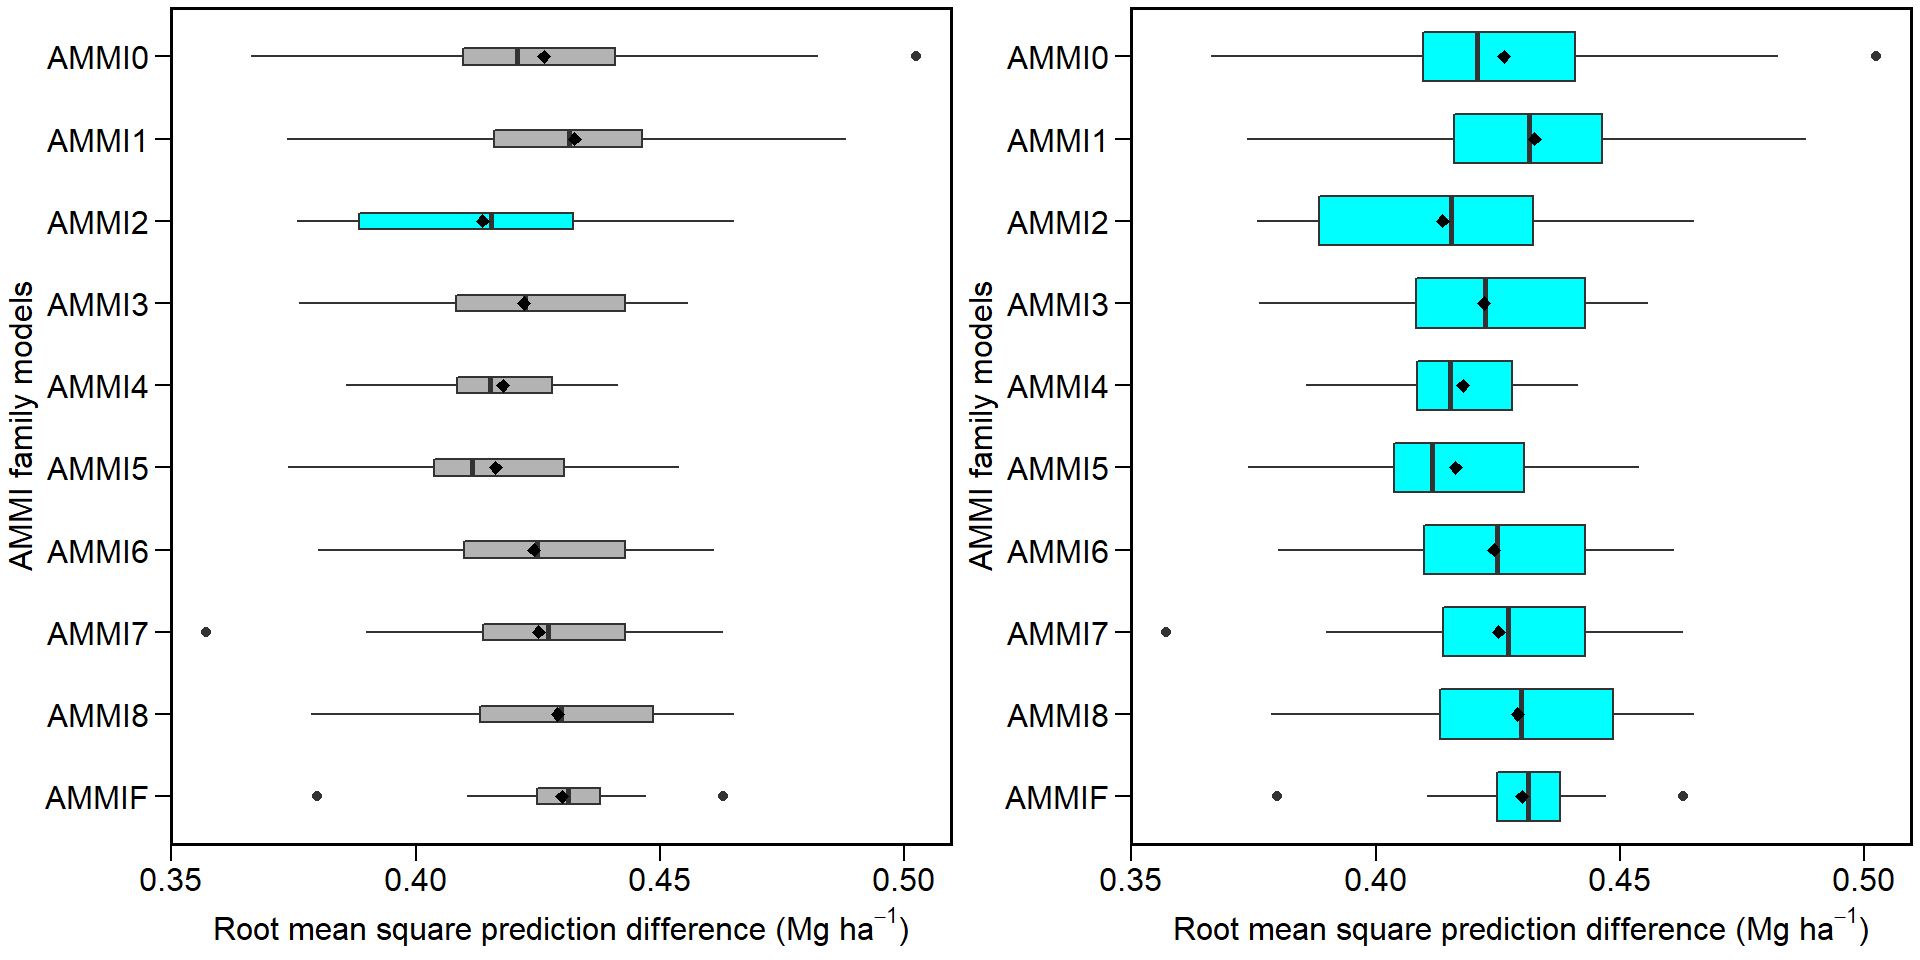 AMMI family models
AMMI0
AMMI1
AMMI2
AMMI3
AMMI4
AMMI5
AMMI6
AMMI7
AMMI8
AMMIF
0.35 0.40 0.45 0.50
Root mean square prediction difference (Mg ha⁻¹)
AMMI family models
AMMI0
AMMI1
AMMI2
AMMI3
AMMI4
AMMI5
AMMI6
AMMI7
AMMI8
AMMIF
0.35 0.40 0.45 0.50
Root mean square prediction difference (Mg ha⁻¹)